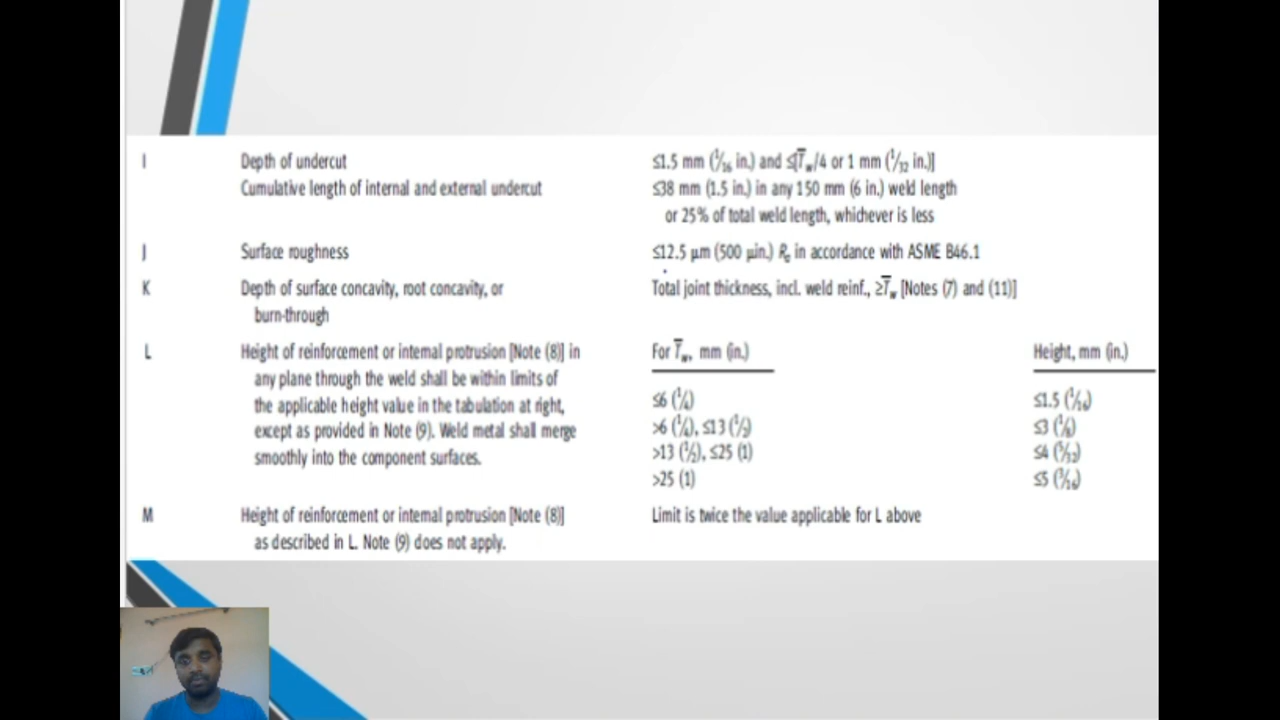 I Depth of undercut ≤1.5 mm (1/16 in.) and ≤[T̅w/4 or 1 mm (1/32 in.)]
Cumulative length of internal and external undercut ≤38 mm (1.5 in.) in any 150 mm (6 in.) weld length
or 25% of total weld length, whichever is less
J Surface roughness ≤12.5 μm (500 μin.) Ra in accordance with ASME B46.1
K Depth of surface concavity, root concavity, or Total joint thickness, incl. weld reinf., ≥T̅w [Notes (7) and (11)]
burn-through
L Height of reinforcement or internal protrusion [Note (8)] in For T̅w, mm (in.) Height, mm (in.)
any plane through the weld shall be within limits of
the applicable height value in the tabulation at right, ≤6 (1/4) ≤1.5 (1/16)
except as provided in Note (9). Weld metal shall merge >6 (1/4), ≤13 (1/2) ≤3 (1/8)
smoothly into the component surfaces. >13 (1/2), ≤25 (1) ≤4 (5/32)
>25 (1) ≤5 (3/16)
M Height of reinforcement or internal protrusion [Note (8)] Limit is twice the value applicable for L above
as described in L. Note (9) does not apply.